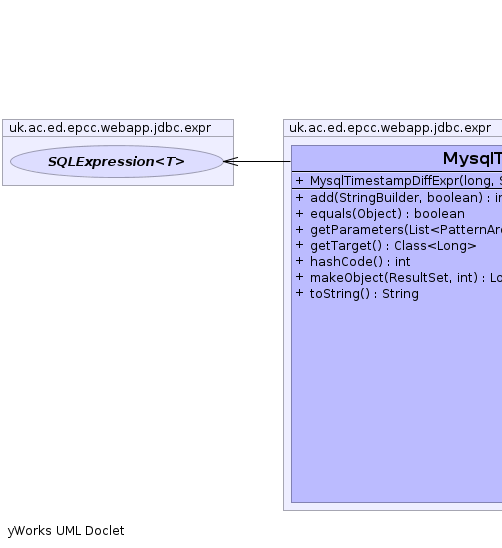 uk.ac.ed.epcc.webapp.jdbc.expr
SQLExpression<T>
uk.ac.ed.epcc.webapp.jdbc.expr
MysqlT
+ MysqlTimestampDiffExpr(long, S
+ add(StringBuilder, boolean) : in
+ equals(Object) : boolean
+ getParameters(List<PatternAr
+ getTarget() : Class<Long>
+ hashCode() : int
+ makeObject(ResultSet, int) : Lo
+ toString() : String
yWorks UML Doclet